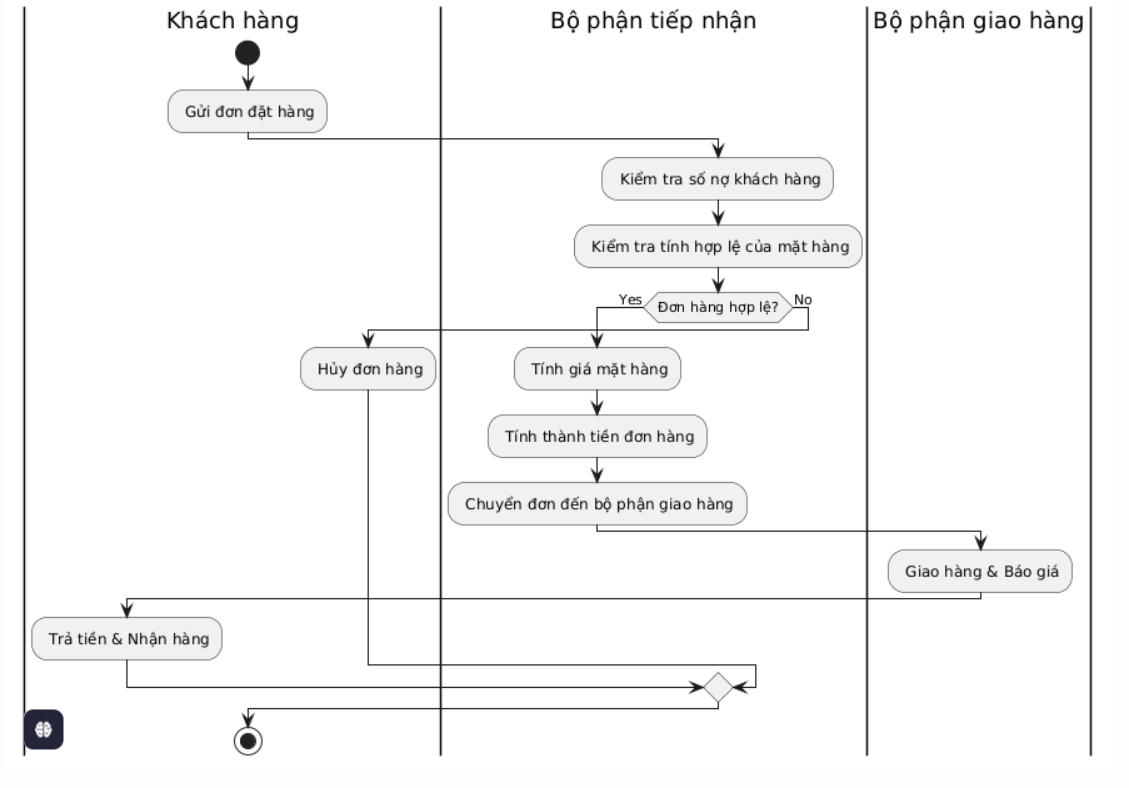 Khách hàng
Bộ phận tiếp nhận
Bộ phận giao hàng
Gửi đơn đặt hàng
Kiểm tra số nợ khách hàng
Kiểm tra tính hợp lệ của mặt hàng
Yes
Đơn hàng hợp lệ?
No
Hủy đơn hàng
Tính giá mặt hàng
Tính thành tiền đơn hàng
Chuyển đơn đến bộ phận giao hàng
Giao hàng & Báo giá
Trả tiền & Nhận hàng